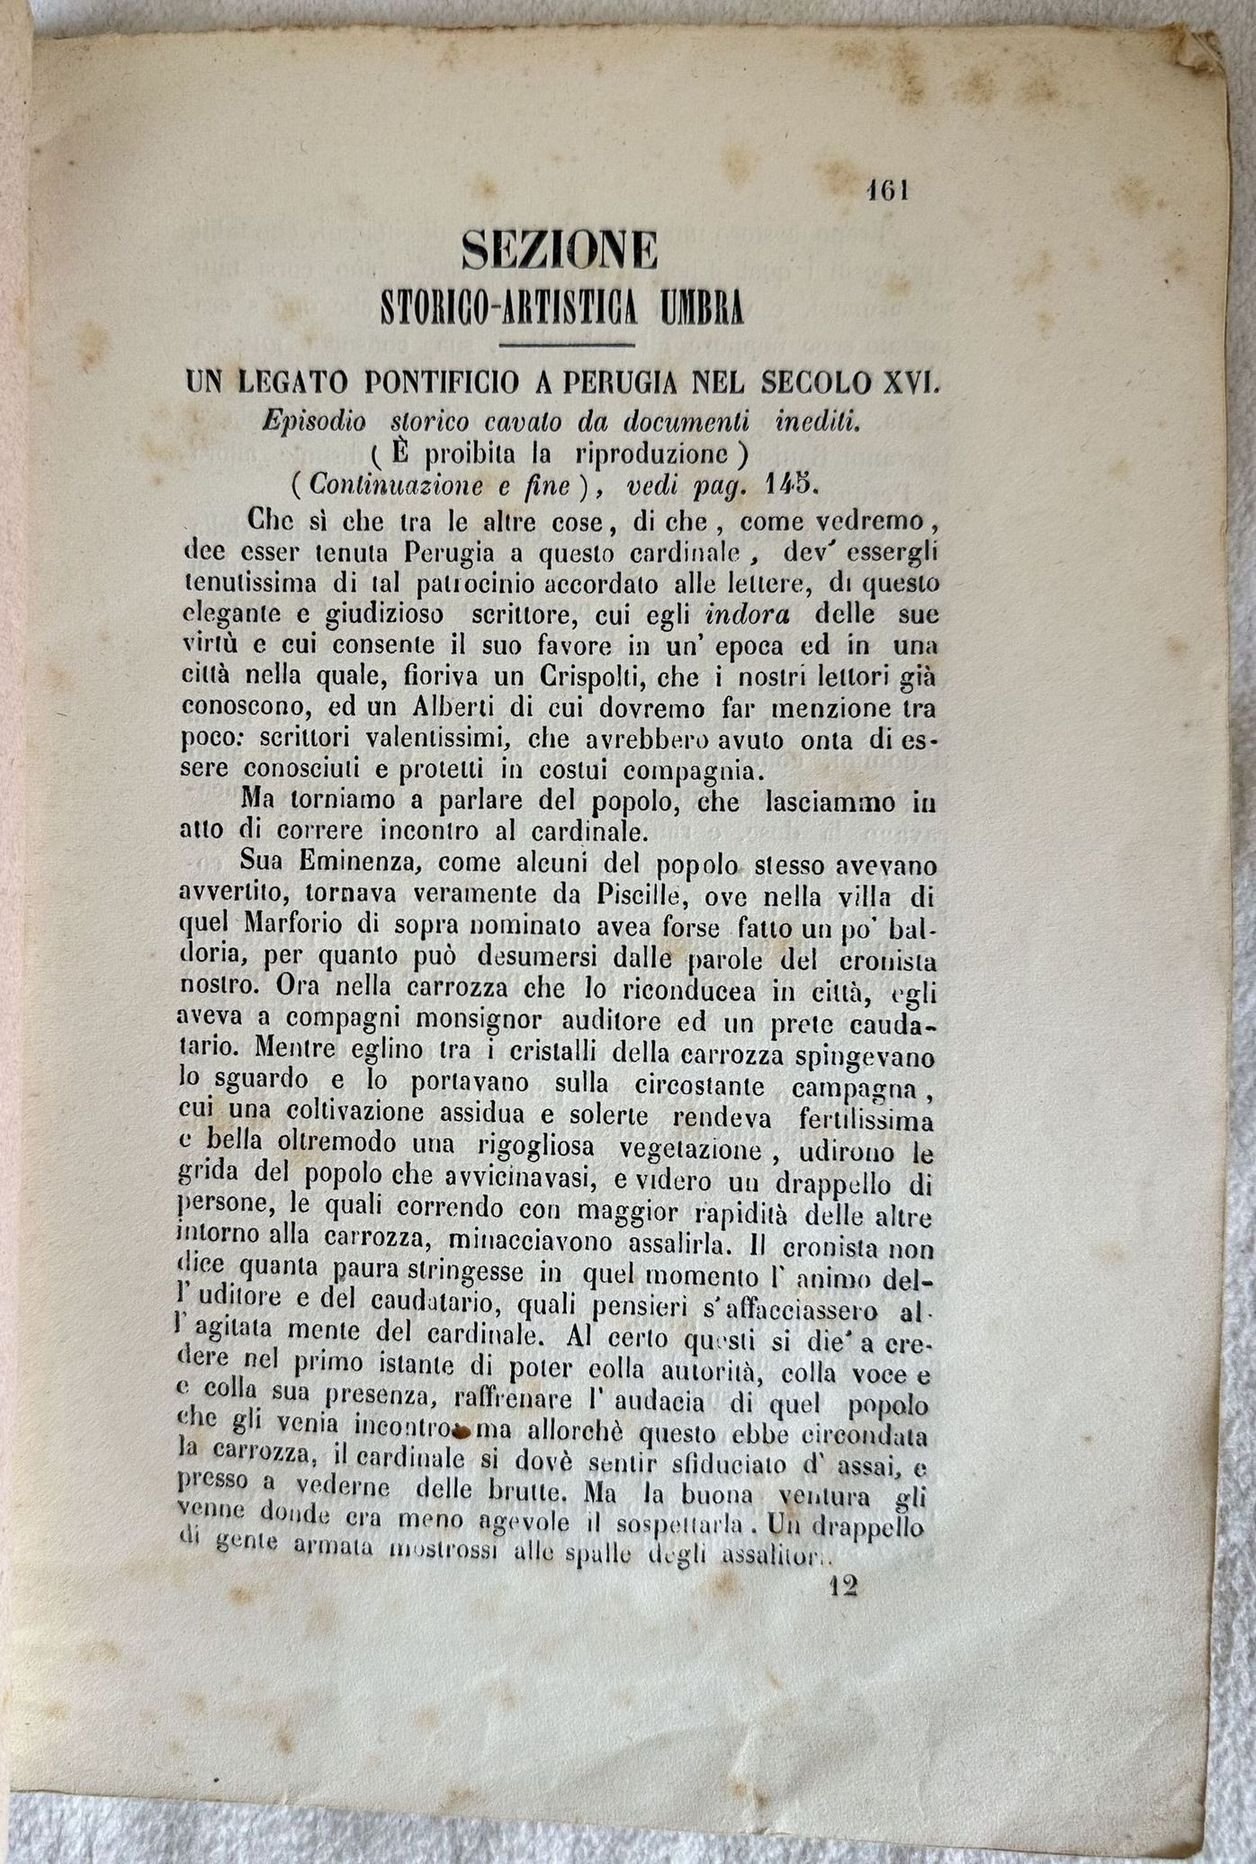 161
SEZIONE
STORICO-ARTISTICA UMBRA
UN LEGATO PONTIFICIO A PERUGIA NEL SECOLO XVI.
Episodio storico cavato da documenti inediti.
( È proibita la riproduzione )
( Continuazione e fine ), vedi pag. 145.
Che sì che tra le altre cose, di che, come vedremo,
dee esser tenuta Perugia a questo cardinale, dev' essergli
tenutissima di tal patrocinio accordato alle lettere, di questo
elegante e giudizioso scrittore, cui egli indora delle sue
virtù e cui consente il suo favore in un' epoca ed in una
città nella quale, fioriva un Crispolti, che i nostri lettori già
conoscono, ed un Alberti di cui dovremo far menzione tra
poco: scrittori valentissimi, che avrebbero avuto onta di es-
sere conosciuti e protetti in costui compagnia.
Ma torniamo a parlare del popolo, che lasciammo in
atto di correre incontro al cardinale.
Sua Eminenza, come alcuni del popolo stesso avevano
avvertito, tornava veramente da Piscille, ove nella villa di
quel Marforio di sopra nominato avea forse fatto un po' bal-
doria, per quanto può desumersi dalle parole del cronista
nostro. Ora nella carrozza che lo riconducea in città, egli
aveva a compagni monsignor auditore ed un prete cauda-
tario. Mentre eglino tra i cristalli della carrozza spingevano
lo sguardo e lo portavano sulla circostante campagna,
cui una coltivazione assidua e solerte rendeva fertilissima
e bella oltremodo una rigogliosa vegetazione, udirono le
grida del popolo che avvicinavasi, e videro un drappello di
persone, le quali correndo con maggior rapidità delle altre
intorno alla carrozza, minacciavono assalirla. Il cronista non
dice quanta paura stringesse in quel momento l' animo del-
l' uditore e del caudatario, quali pensieri s' affacciassero al-
l' agitata mente del cardinale. Al certo questi si die' a cre-
dere nel primo istante di poter colla autorità, colla voce e
e colla sua presenza, raffrenare l' audacia di quel popolo
che gli venia incontro, ma allorchè questo ebbe circondata
la carrozza, il cardinale si dovè sentir sfiduciato d' assai, e
presso a vederne delle brutte. Ma la buona ventura gli
venne donde era meno agevole il sospettarla. Un drappello
di gente armata mostrossi alle spalle degli assalitori.
12